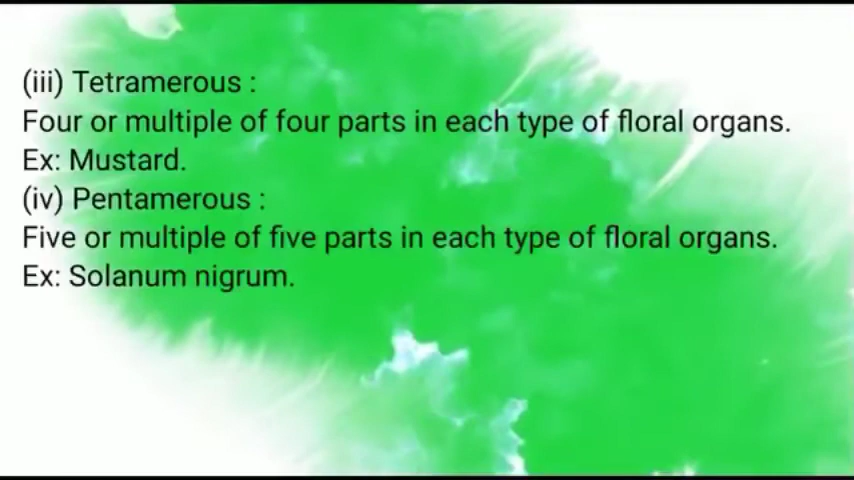 (iii) Tetramerous :
Four or multiple of four parts in each type of floral organs.
Ex: Mustard.
(iv) Pentamerous :
Five or multiple of five parts in each type of floral organs.
Ex: Solanum nigrum.